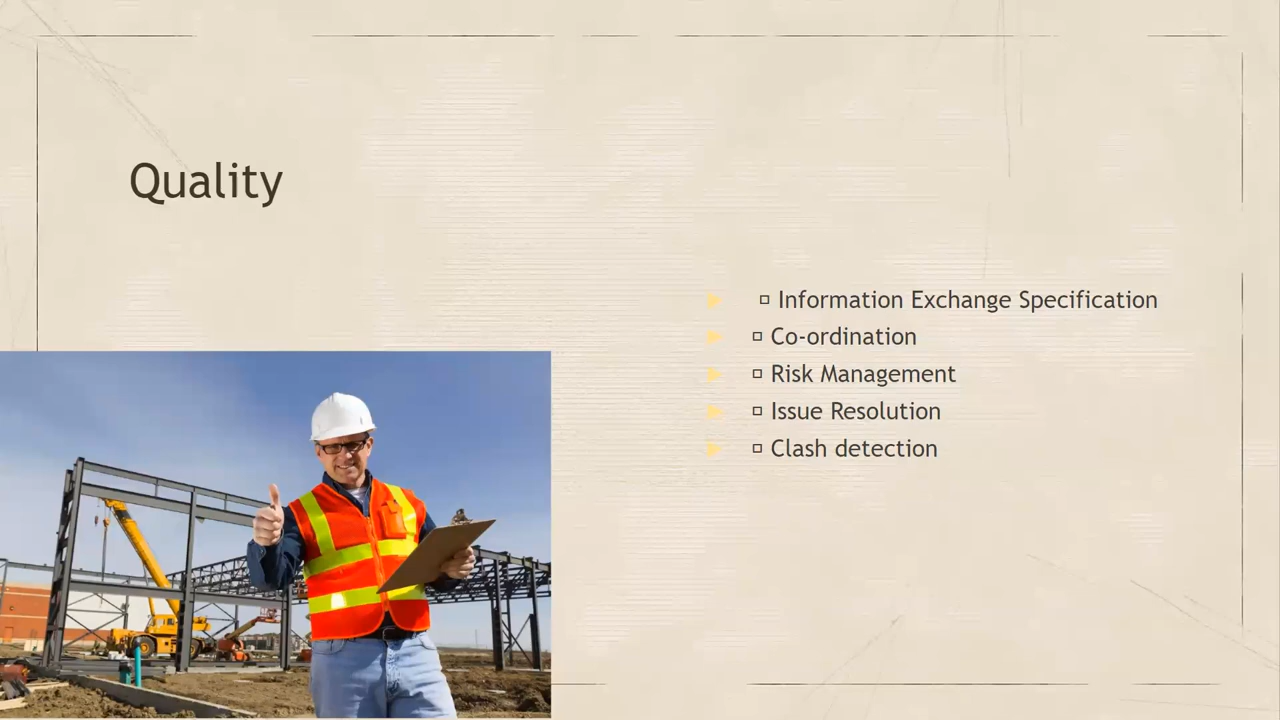 Quality
▫ Information Exchange Specification
▫ Co-ordination
▫ Risk Management
▫ Issue Resolution
▫ Clash detection